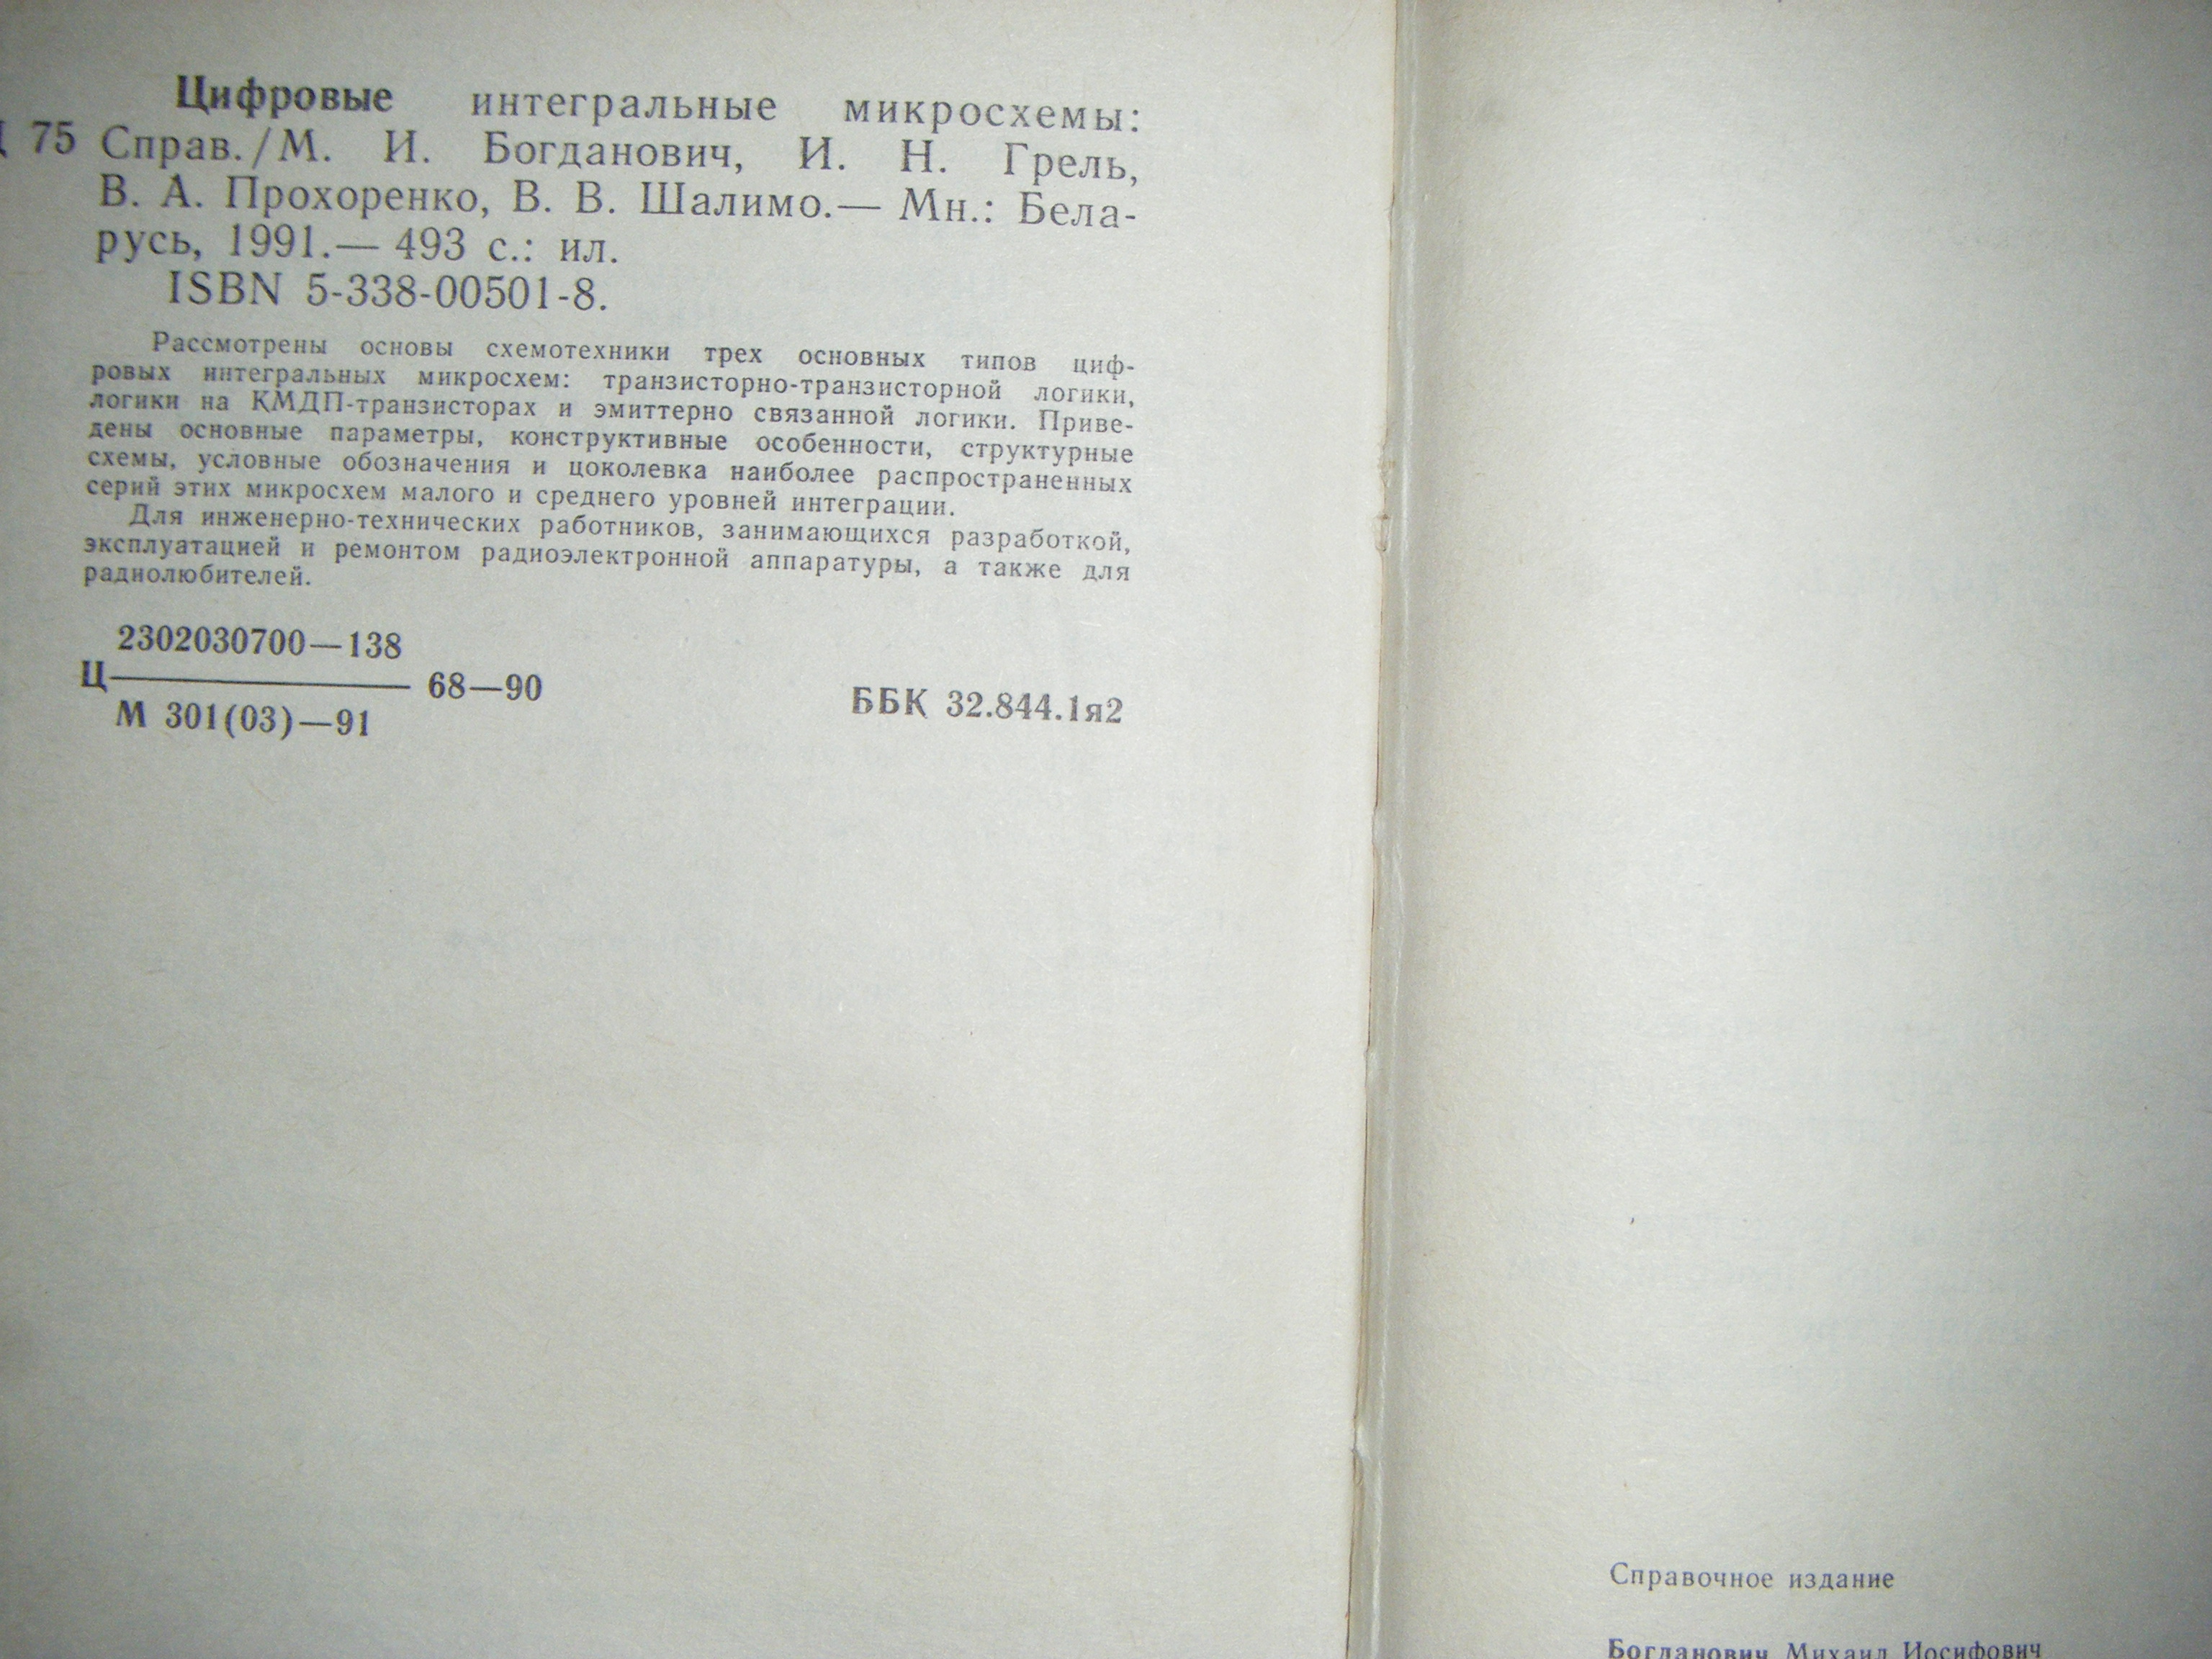 Цифровые интегральные микросхемы:
75 Справ./М. И. Богданович, И. Н. Грель,
В. А. Прохоренко, В. В. Шалимо.— Мн.: Бела-
русь, 1991.— 493 с.: ил.
ISBN 5-338-00501-8.
Рассмотрены основы схемотехники трех основных типов циф-
ровых интегральных микросхем: транзисторно-транзисторной логики,
логики на КМДП-транзисторах и эмиттерно связанной логики. Приве-
дены основные параметры, конструктивные особенности, структурные
схемы, условные обозначения и цоколевка наиболее распространенных
серий этих микросхем малого и среднего уровней интеграции.
Для инженерно-технических работников, занимающихся разработкой,
эксплуатацией и ремонтом радиоэлектронной аппаратуры, а также для
радиолюбителей.
2302030700—138
Ц 68—90
М 301(03)—91
ББК 32.844.1я2
Справочное издание
Богданович Михаил Иосифович